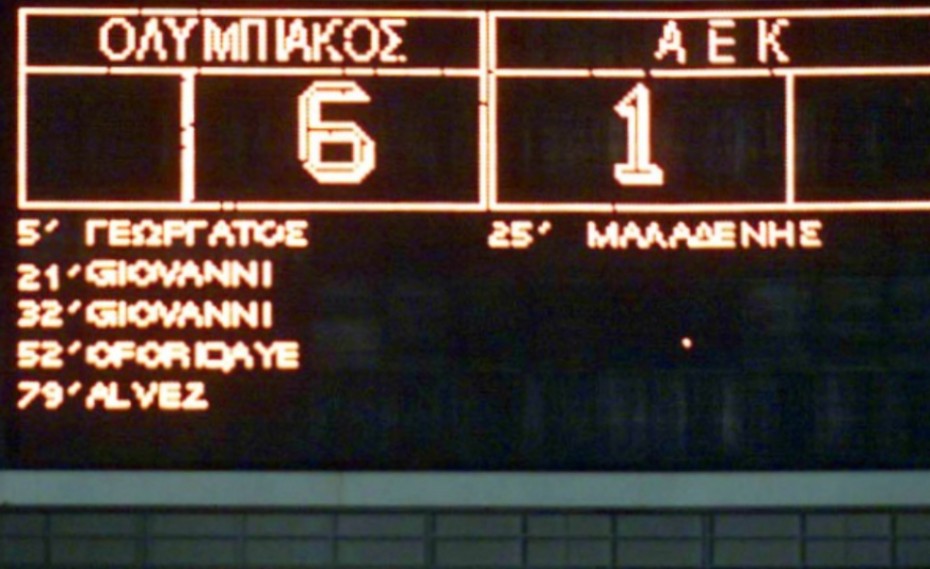 ΟΛΥΜΠΙΑΚΟΣ ΑΕΚ
6 1
5' ΓΕΩΡΓΑΤΟΣ 25' ΜΑΛΑΔΕΝΗΣ
21' GIOVANNI
32' GIOVANNI
52' OFORIQAYE
79' ALVEZ